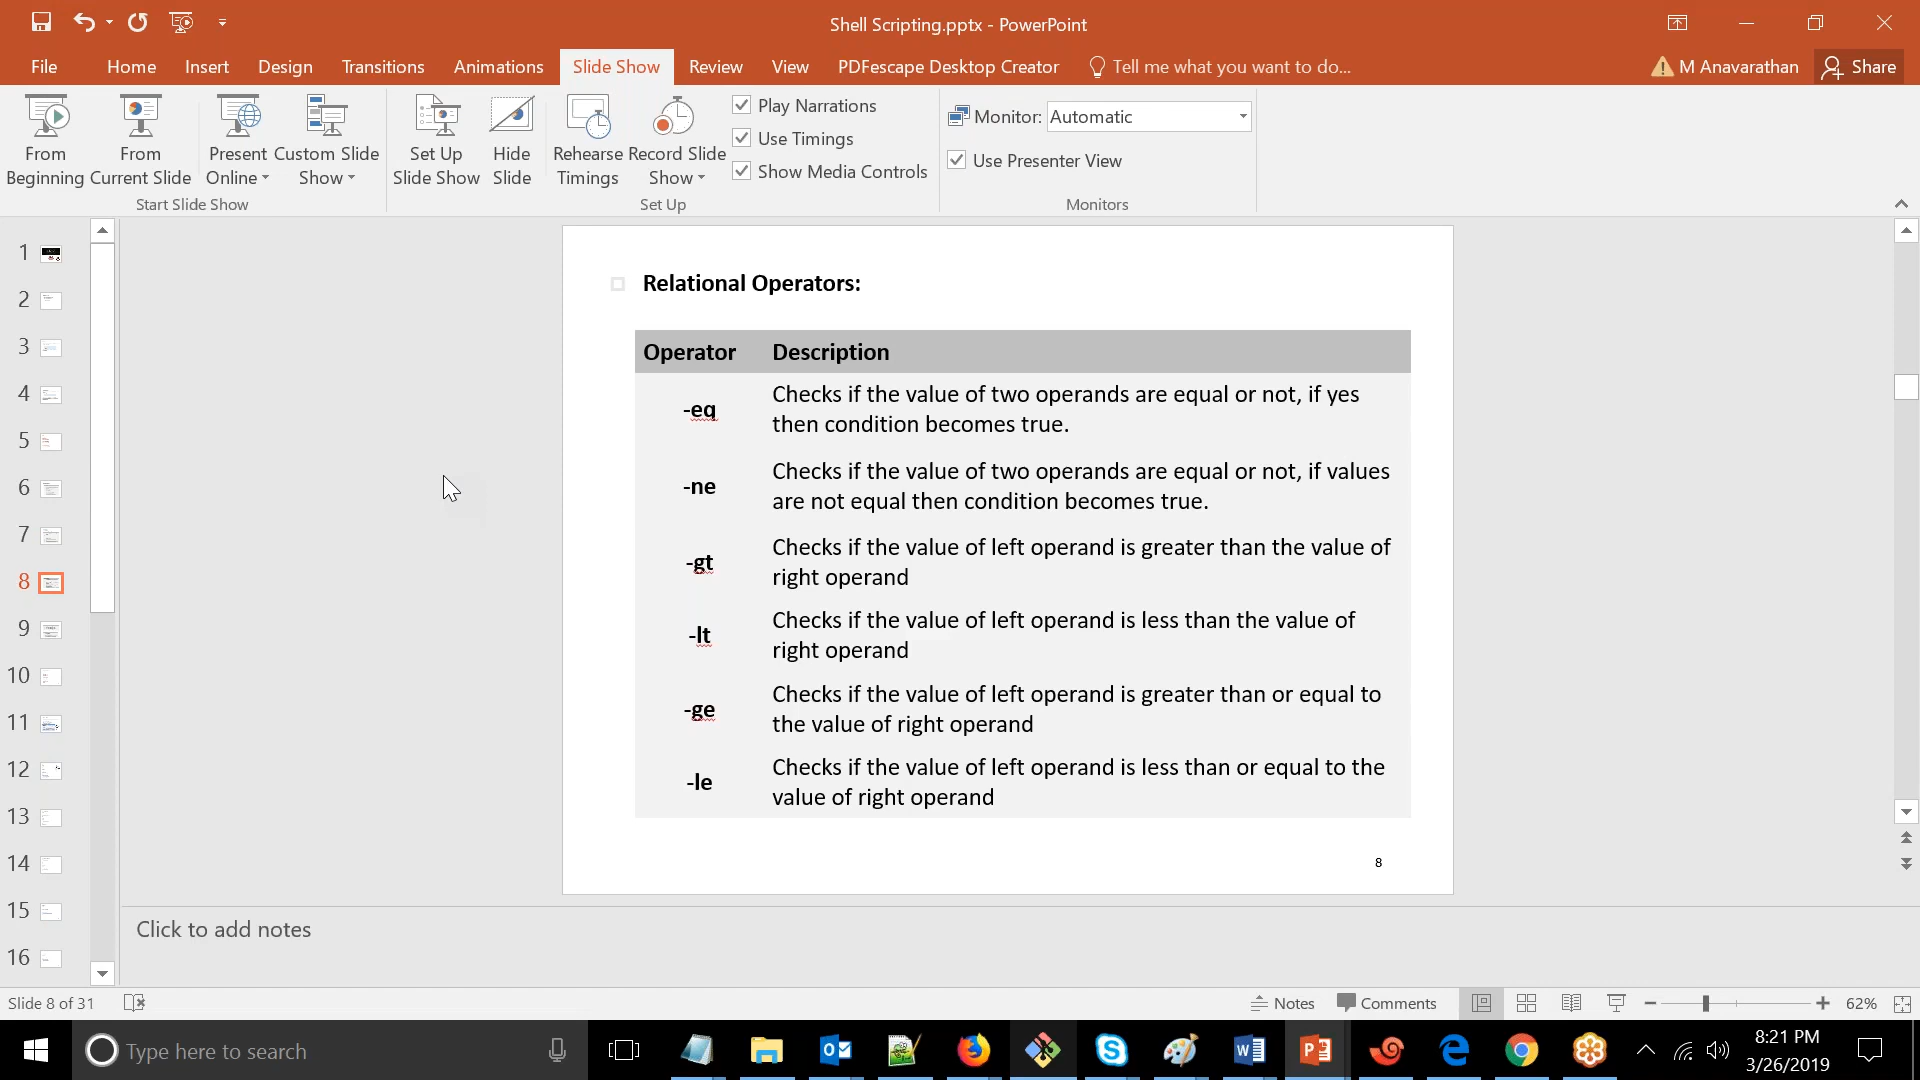 Shell Scripting.pptx - PowerPoint
File Home Insert Design Transitions Animations Slide Show Review View PDFescape Desktop Creator Tell me what you want to do... M Anavarathan Share
From Beginning
From Current Slide
Present Online
Custom Slide Show
Set Up Slide Show
Hide Slide
Rehearse Timings
Record Slide Show
Play Narrations
Use Timings
Show Media Controls
Monitor: Automatic
Use Presenter View
Start Slide Show
Set Up
Monitors
1
2
3
4
5
6
7
8
9
10
11
12
13
14
15
16
Relational Operators:
Operator Description
-eq Checks if the value of two operands are equal or not, if yes
then condition becomes true.
-ne Checks if the value of two operands are equal or not, if values
are not equal then condition becomes true.
-gt Checks if the value of left operand is greater than the value of
right operand
-lt Checks if the value of left operand is less than the value of
right operand
-ge Checks if the value of left operand is greater than or equal to
the value of right operand
-le Checks if the value of left operand is less than or equal to the
value of right operand
8
Click to add notes
Slide 8 of 31 Notes Comments 62%
Type here to search
8:21 PM
3/26/2019